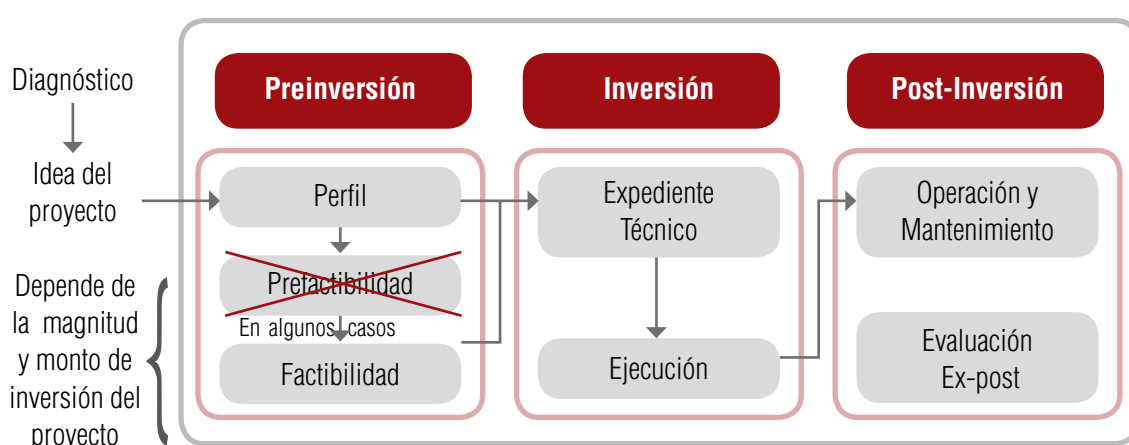 Diagnóstico
Idea del
proyecto
Depende de
la magnitud
y monto de
inversión del
proyecto
Preinversión
Perfil
Prefactibilidad
En algunos casos
Factibilidad
Inversión
Expediente
Técnico
Ejecución
Post-Inversión
Operación y
Mantenimiento
Evaluación
Ex-post